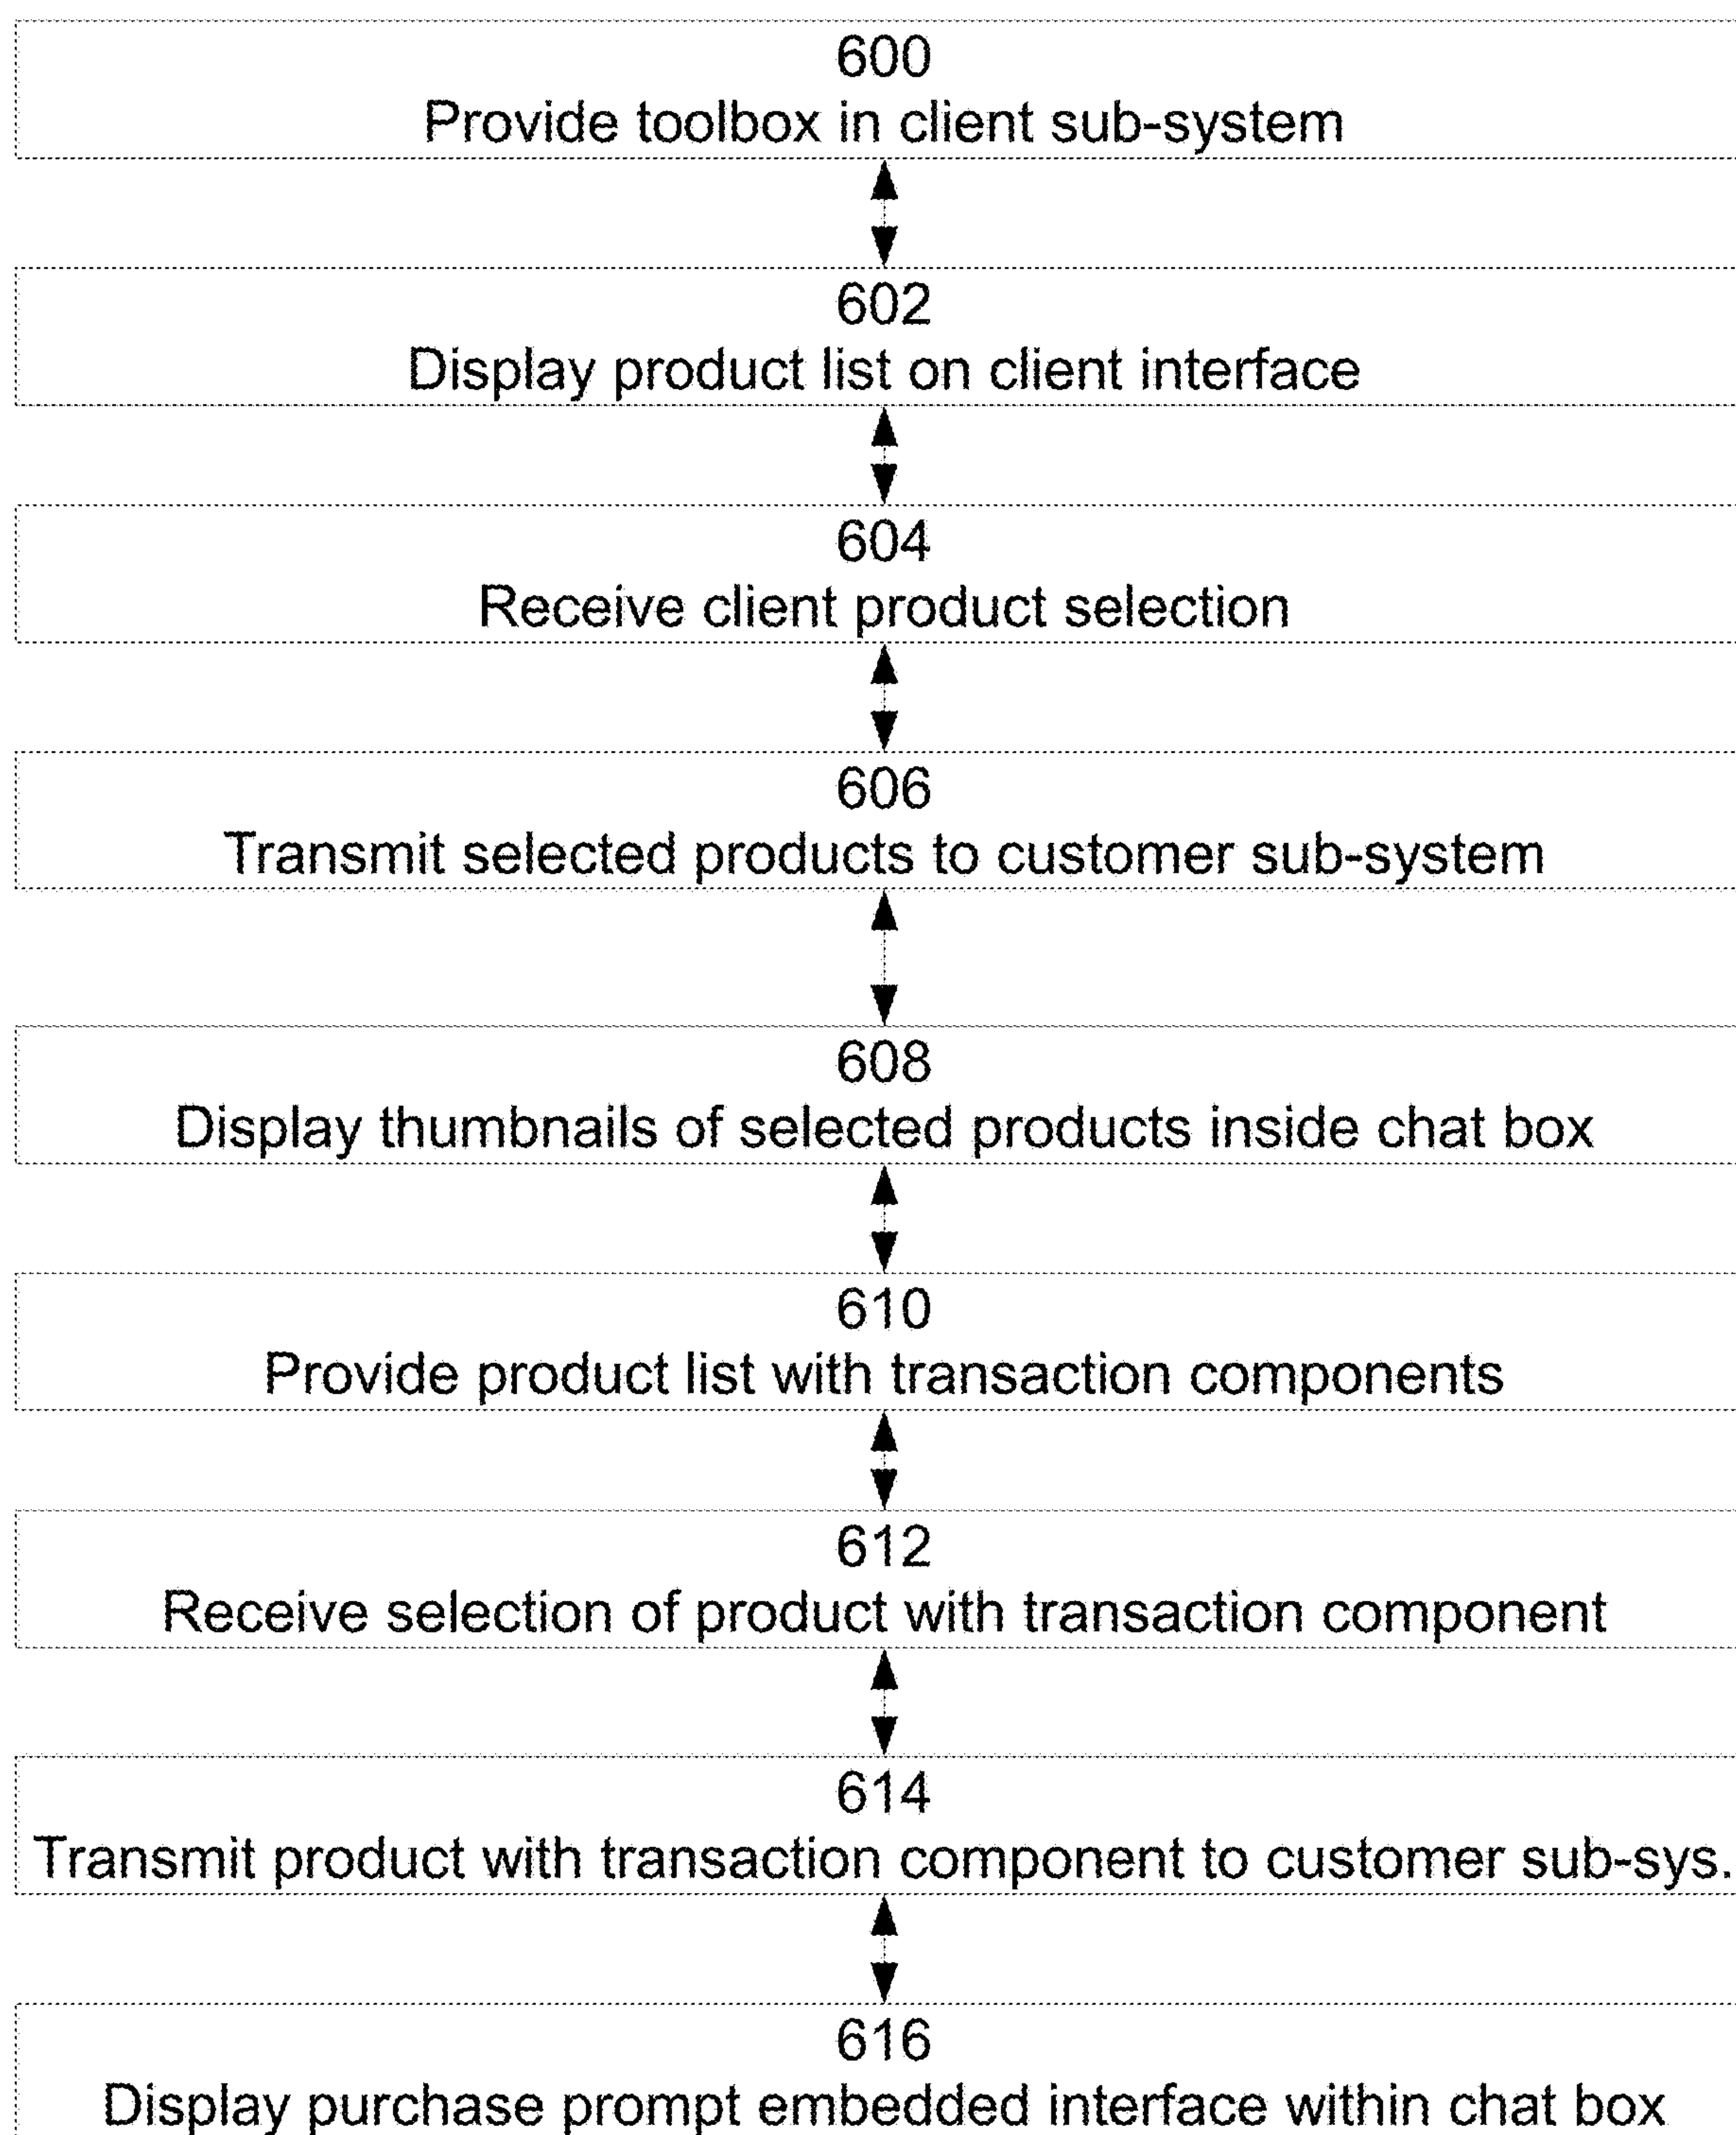 600
Provide toolbox in client sub-system
602
Display product list on client interface
604
Receive client product selection
606
Transmit selected products to customer sub-system
608
Display thumbnails of selected products inside chat box
610
Provide product list with transaction components
612
Receive selection of product with transaction component
614
Transmit product with transaction component to customer sub-sys.
616
Display purchase prompt embedded interface within chat box